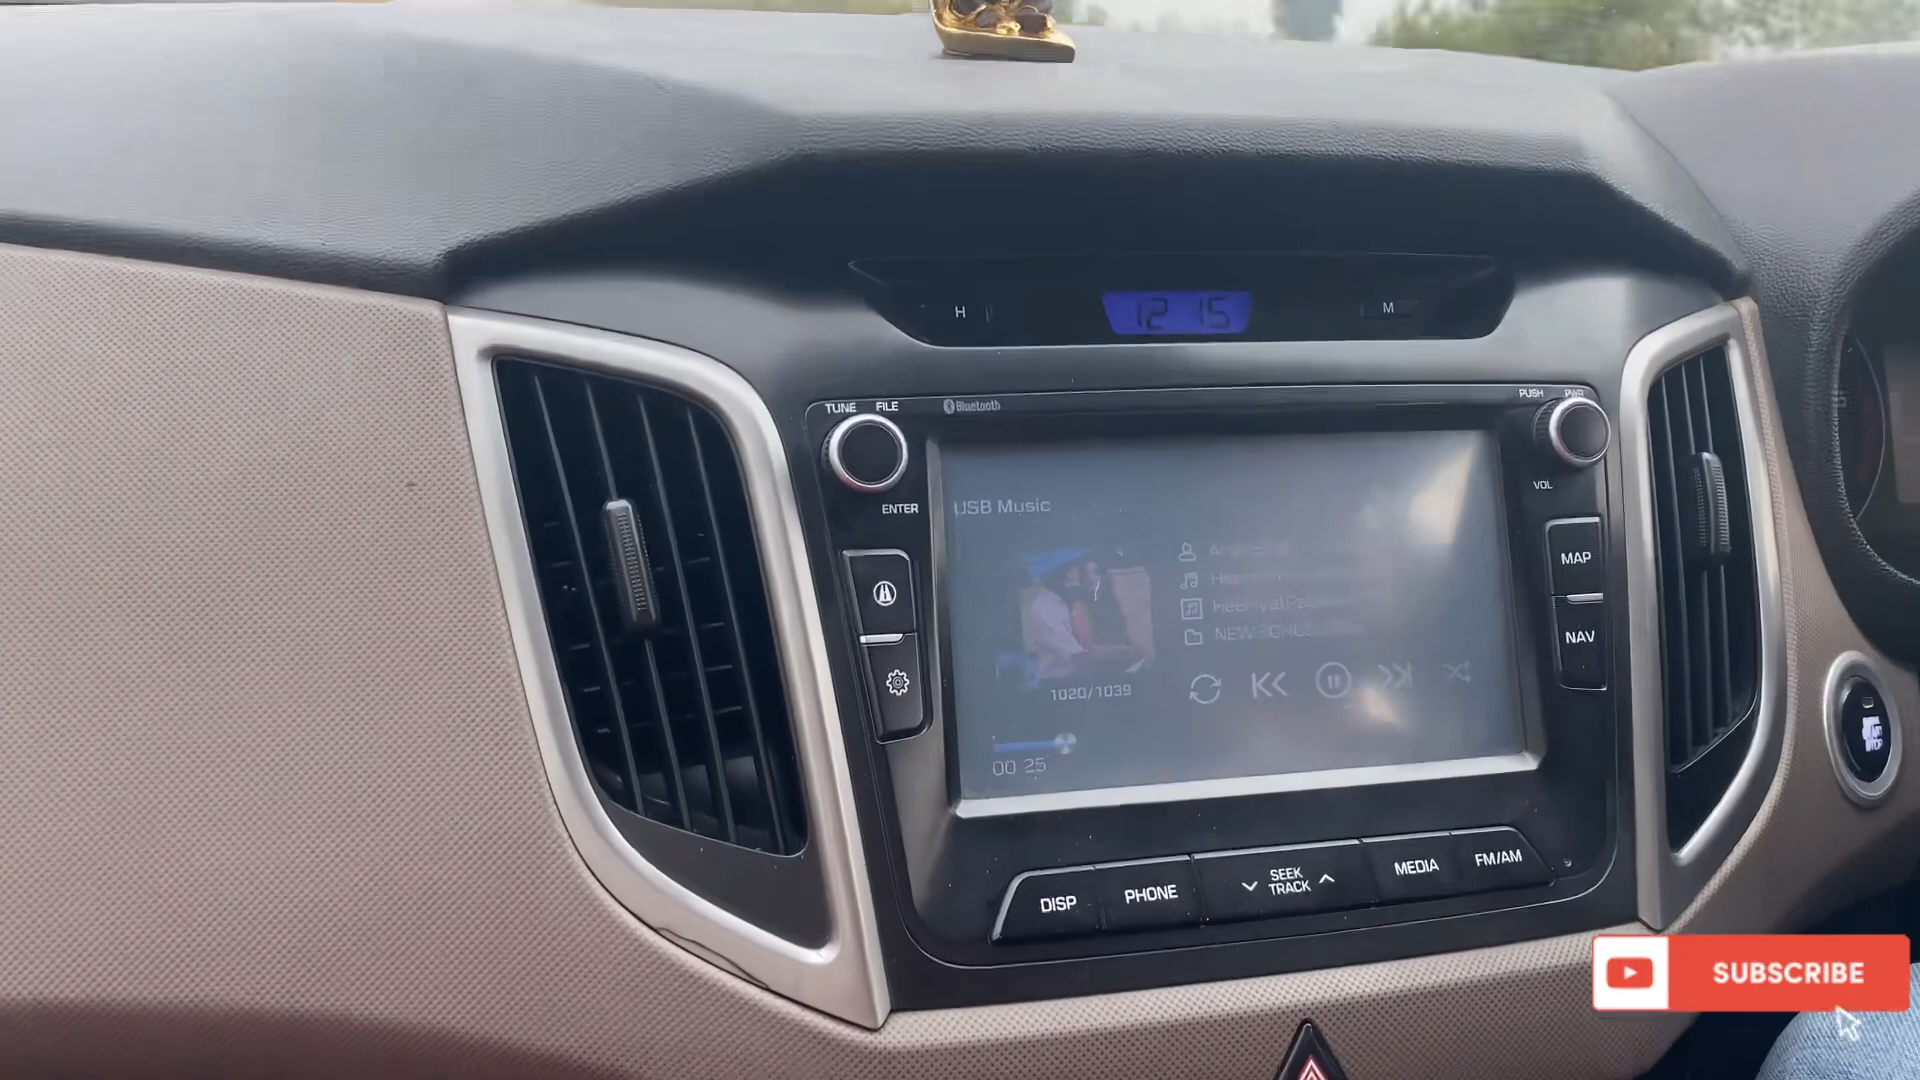 H
12 15
M
TUNE FILE
Bluetooth
PUSH PWR
ENTER
VOL
USB Music
MAP
NAV
1020/1039
00 25
DISP
PHONE
SEEK
TRACK
MEDIA
FM/AM
SUBSCRIBE